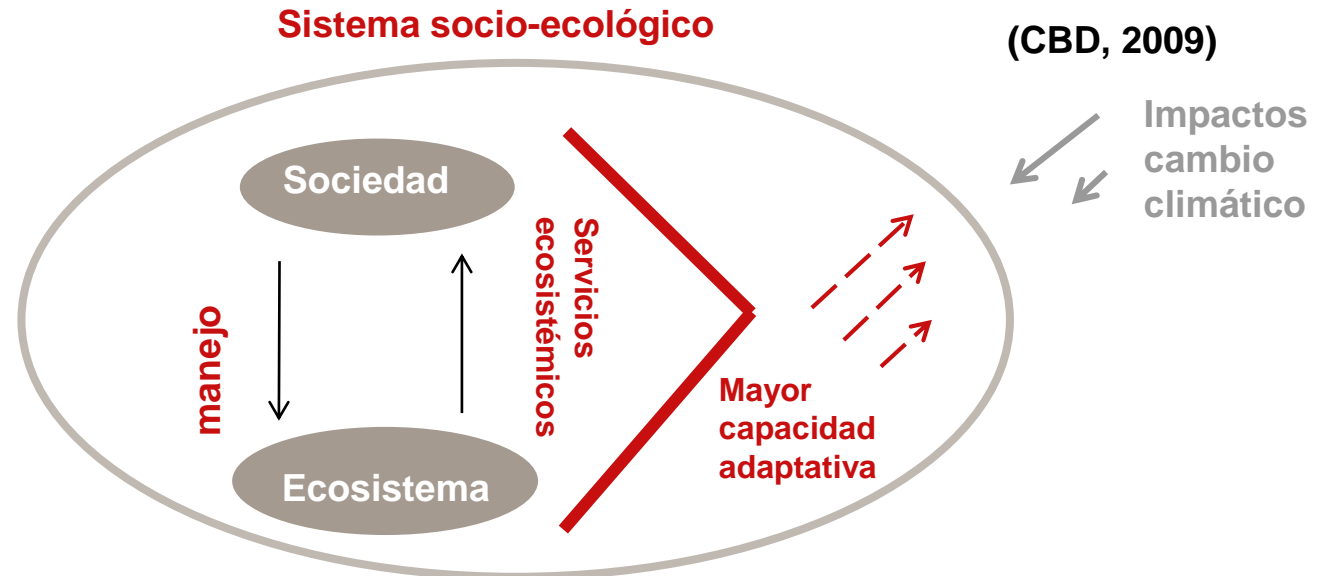 Sistema socio-ecológico
(CBD, 2009)
Impactos
cambio
climático
Sociedad
manejo
Servicios
ecosistémicos
Ecosistema
Mayor
capacidad
adaptativa